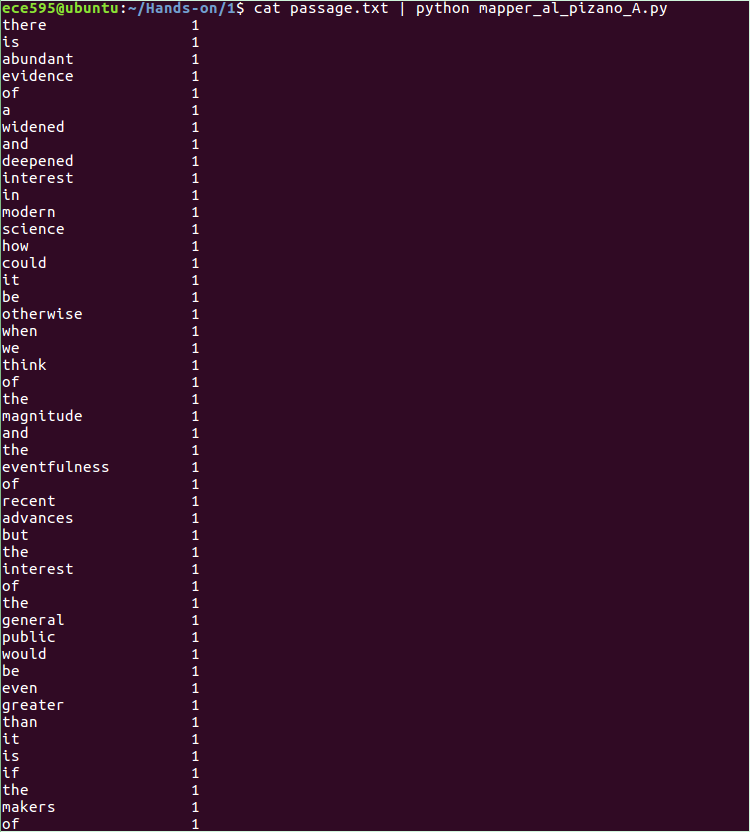 ece595@ubuntu:~/Hands-on/1$ cat passage.txt | python mapper_al_pizano_A.py
there 1
is 1
abundant 1
evidence 1
of 1
a 1
widened 1
and 1
deepened 1
interest 1
in 1
modern 1
science 1
how 1
could 1
it 1
be 1
otherwise 1
when 1
we 1
think 1
of 1
the 1
magnitude 1
and 1
the 1
eventfulness 1
of 1
recent 1
advances 1
but 1
the 1
interest 1
of 1
the 1
general 1
public 1
would 1
be 1
even 1
greater 1
than 1
it 1
is 1
if 1
the 1
makers 1
of 1